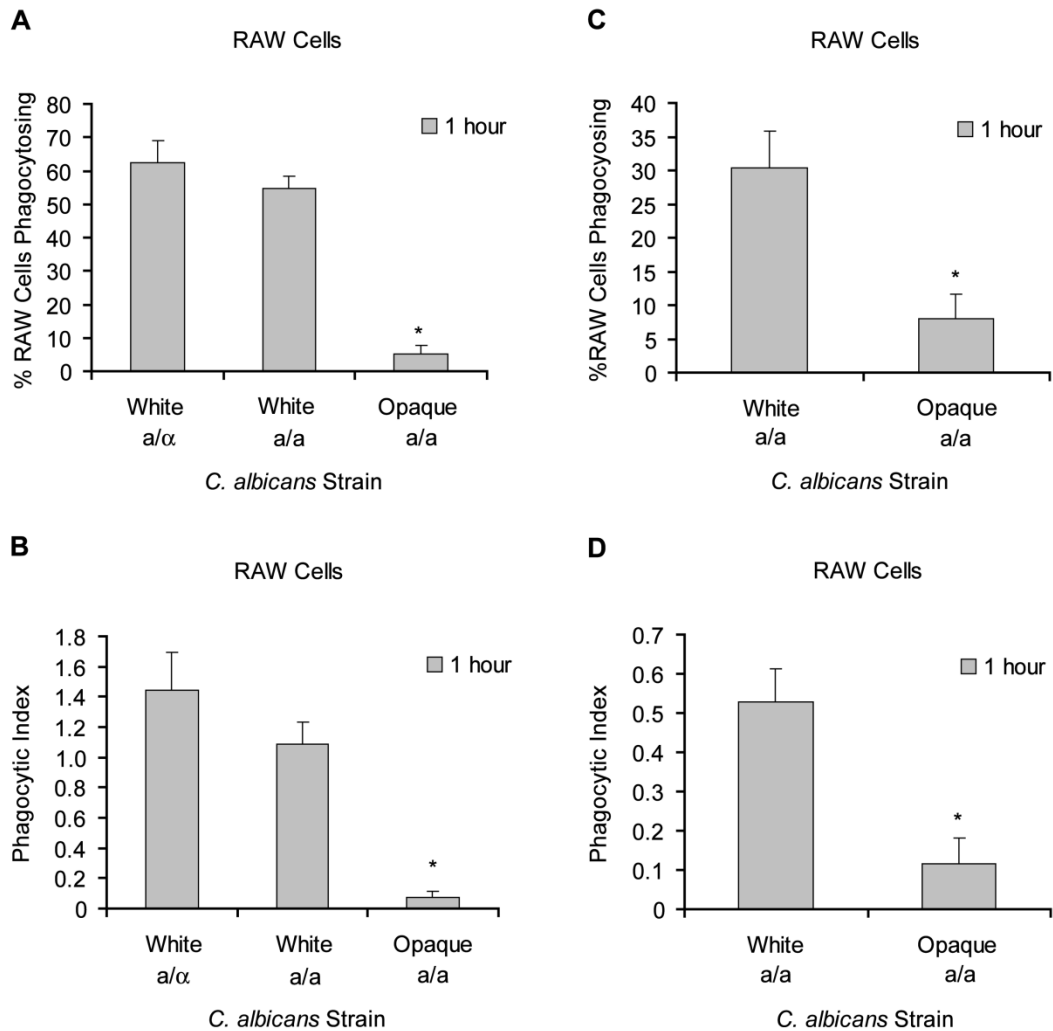 A
RAW Cells
% RAW Cells Phagocytosing
80
70
60
50
40
30
20
10
0
1 hour
*
White White Opaque
a/α a/a a/a
C. albicans Strain
B
RAW Cells
Phagocytic Index
1.8
1.6
1.4
1.2
1.0
0.8
0.6
0.4
0.2
0
1 hour
*
White White Opaque
a/α a/a a/a
C. albicans Strain
C
RAW Cells
%RAW Cells Phagocyosing
40
35
30
25
20
15
10
5
0
1 hour
*
White Opaque
a/a a/a
C. albicans Strain
D
RAW Cells
Phagocytic Index
0.7
0.6
0.5
0.4
0.3
0.2
0.1
0
1 hour
*
White Opaque
a/a a/a
C. albicans Strain